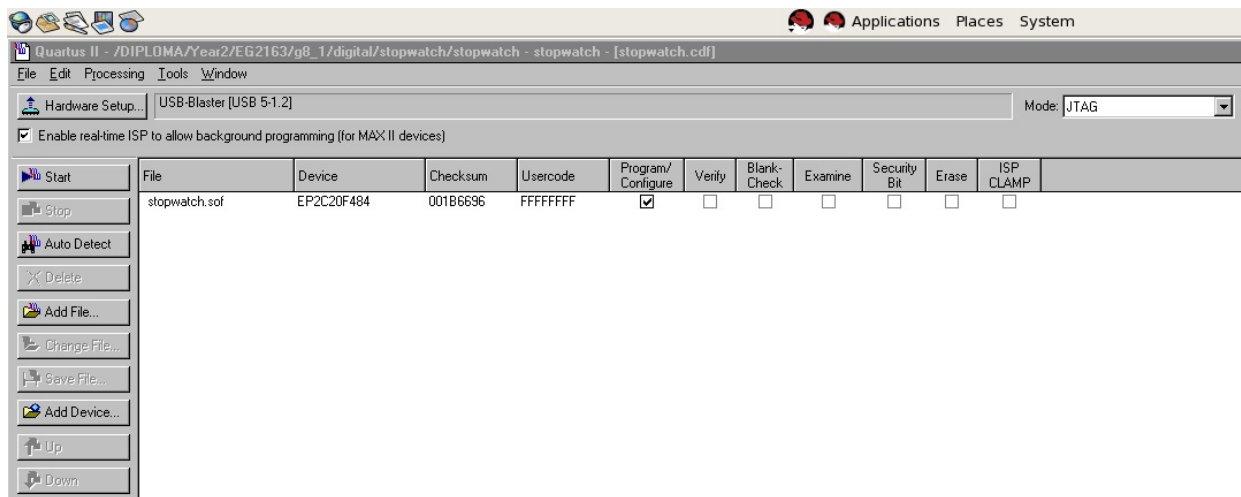 Applications Places System
Quartus II - /DIPLOMA/Year2/EG2163/g8_1/digital/stopwatch/stopwatch - stopwatch - [stopwatch.cdf]
File Edit Processing Tools Window
Hardware Setup... USB-Blaster [USB 5-1.2] Mode: JTAG
Enable real-time ISP to allow background programming (for MAX II devices)
Start
Stop
Auto Detect
Delete
Add File...
Change File...
Save File...
Add Device...
Up
Down
File Device Checksum Usercode Program/ Configure Verify Blank- Check Examine Security Bit Erase ISP CLAMP
stopwatch.sof EP2C20F484 001B6696 FFFFFFFF